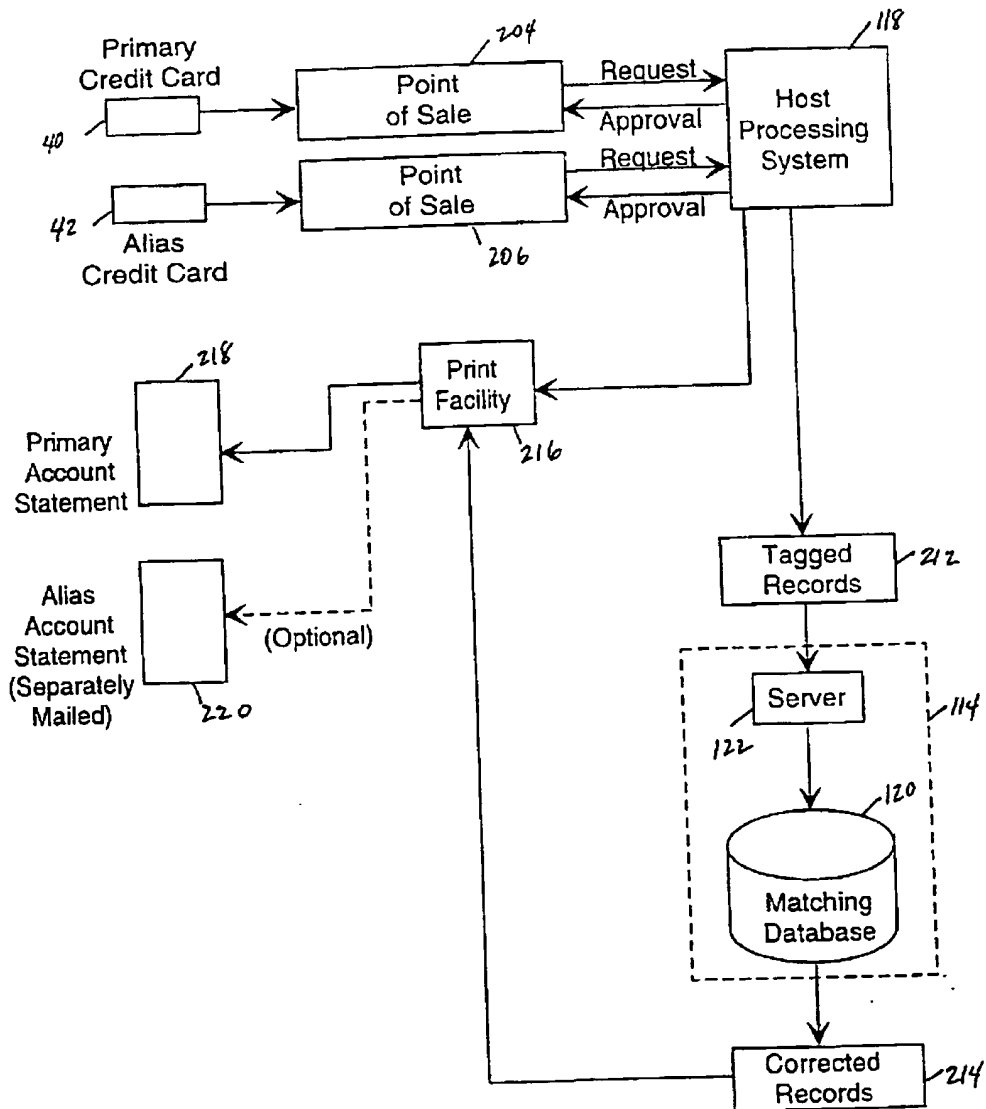 Primary
Credit Card
40
204
Point
of Sale
Request
Approval
118
Host
Processing
System
42
Alias
Credit Card
Point
of Sale
206
Request
Approval
218
Primary
Account
Statement
Print
Facility
216
Alias
Account
Statement
(Separately
Mailed)
220
(Optional)
Tagged
Records
212
Server
122
114
120
Matching
Database
Corrected
Records
214